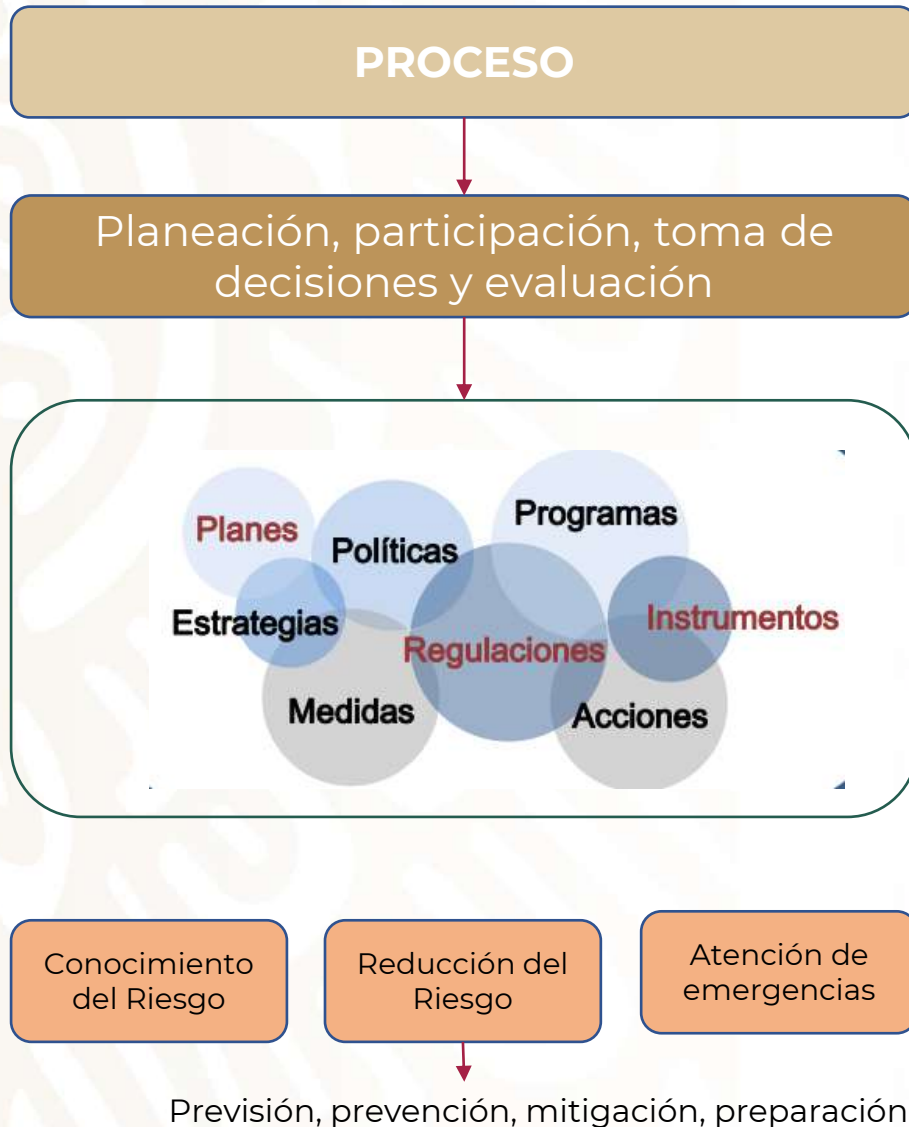 PROCESO
Planeación, participación, toma de
decisiones y evaluación
Planes
Políticas
Programas
Estrategias
Regulaciones
Instrumentos
Medidas
Acciones
Conocimiento
del Riesgo
Reducción del
Riesgo
Atención de
emergencias
Previsión, prevención, mitigación, preparación